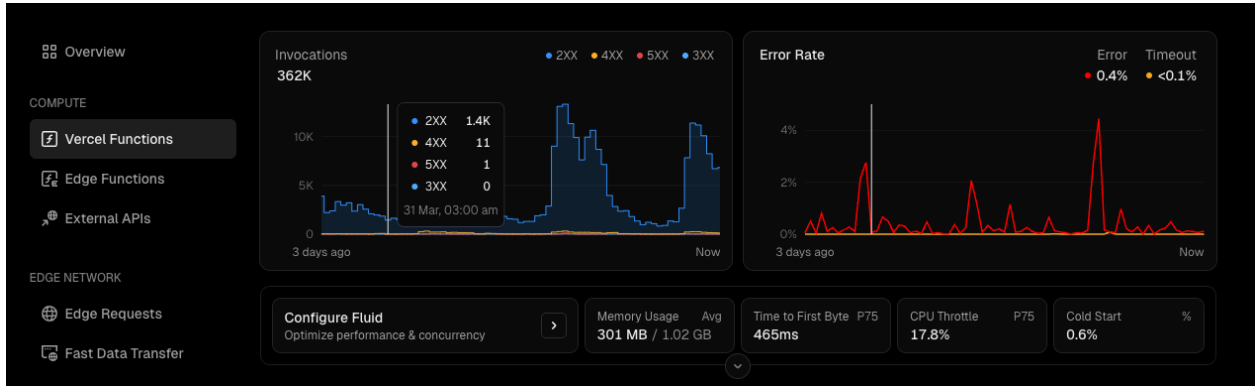 Overview
COMPUTE
Vercel Functions
Edge Functions
External APIs
EDGE NETWORK
Edge Requests
Fast Data Transfer
Invocations
362K
2XX 4XX 5XX 3XX
10K
5K
0
2XX 1.4K
4XX 11
5XX 1
3XX 0
31 Mar, 03:00 am
3 days ago Now
Error Rate
Error Timeout
0.4% <0.1%
4%
2%
0%
3 days ago Now
Configure Fluid
Optimize performance & concurrency
Memory Usage Avg
301 MB / 1.02 GB
Time to First Byte P75
465ms
CPU Throttle P75
17.8%
Cold Start %
0.6%